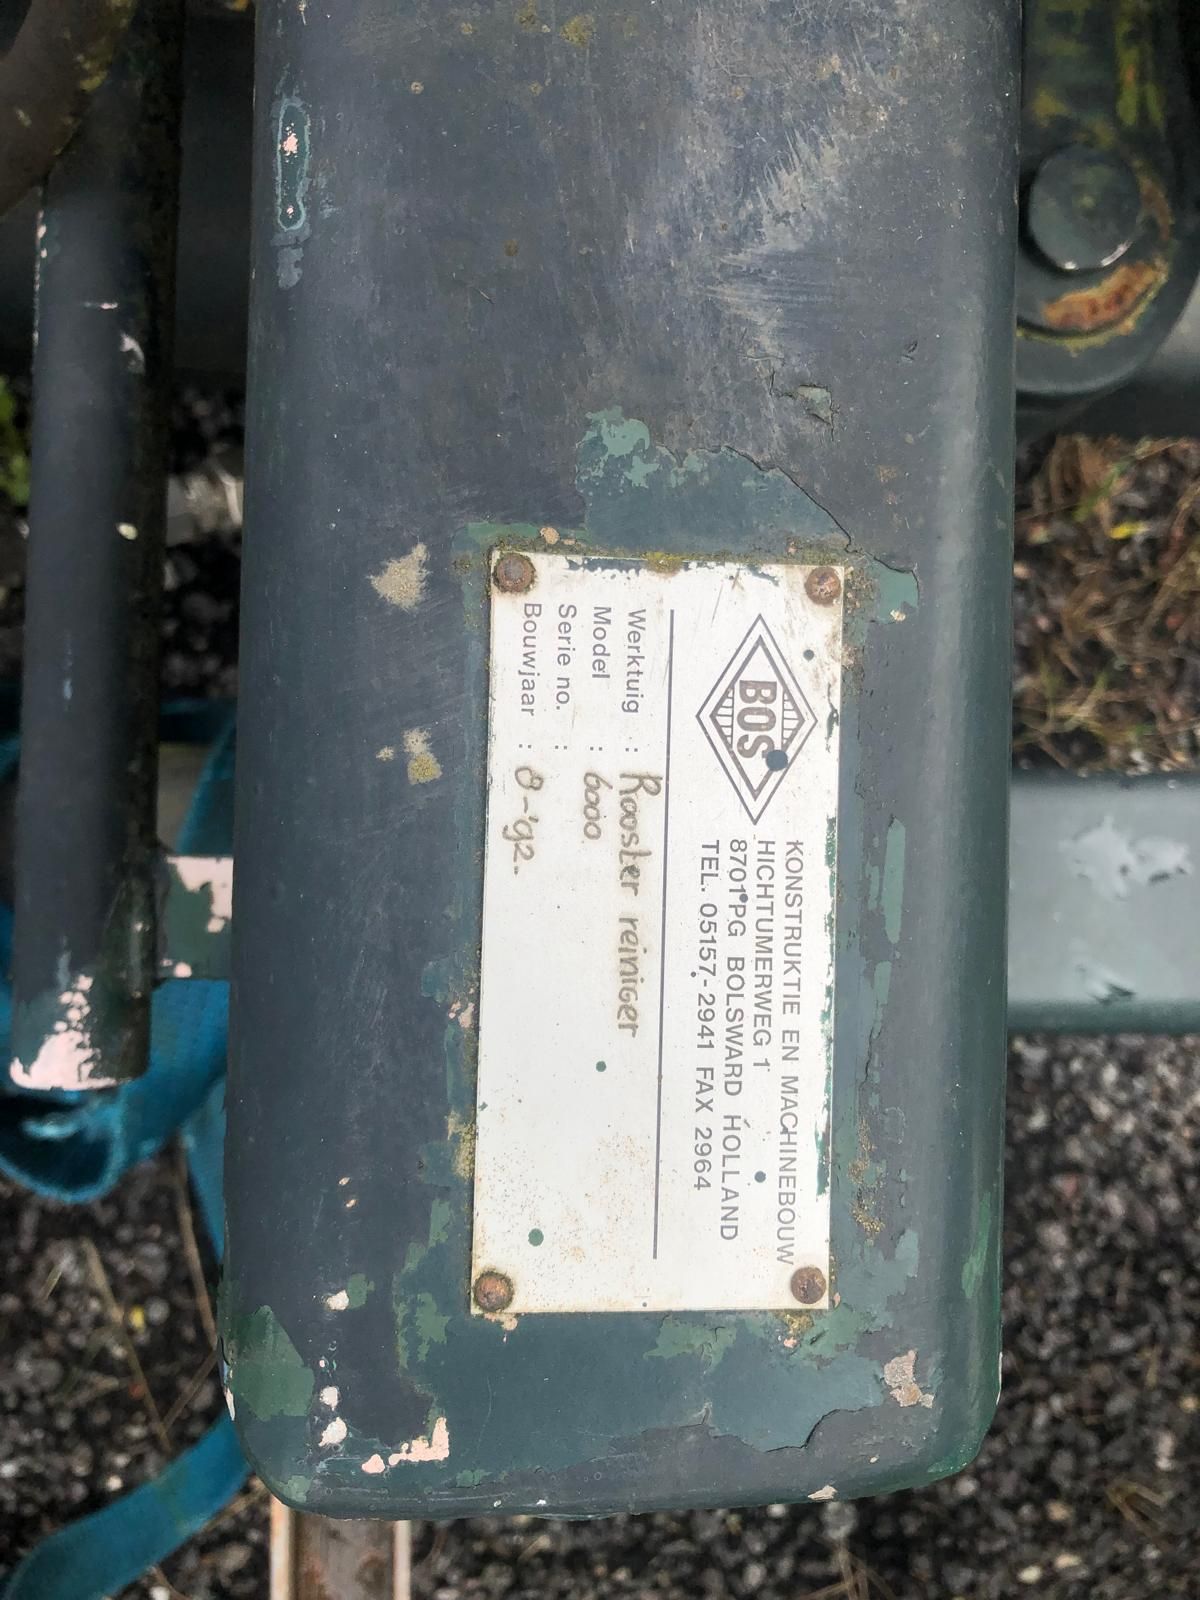 BOS
KONSTRUKTIE EN MACHINEBOUW
HICHTUMERWEG 1
8701 PG BOLSWARD HOLLAND
TEL. 05157-2941 FAX 2964
Werktuig : Rooster reiniger
Model : 6000
Serie no. :
Bouwjaar : 8-'92.